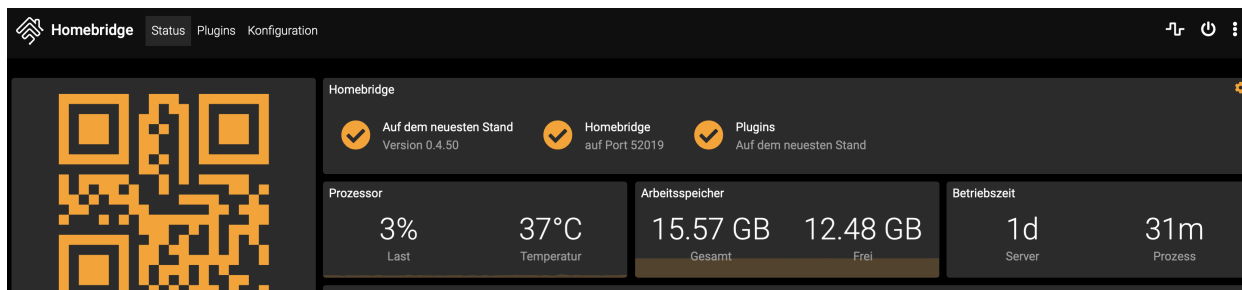 Homebridge Status Plugins Konfiguration
Homebridge
Auf dem neuesten Stand
Version 0.4.50
Homebridge
auf Port 52019
Plugins
Auf dem neuesten Stand
Prozessor
3%
Last
37°C
Temperatur
Arbeitsspeicher
15.57 GB
Gesamt
12.48 GB
Frei
Betriebszeit
1d
Server
31m
Prozess